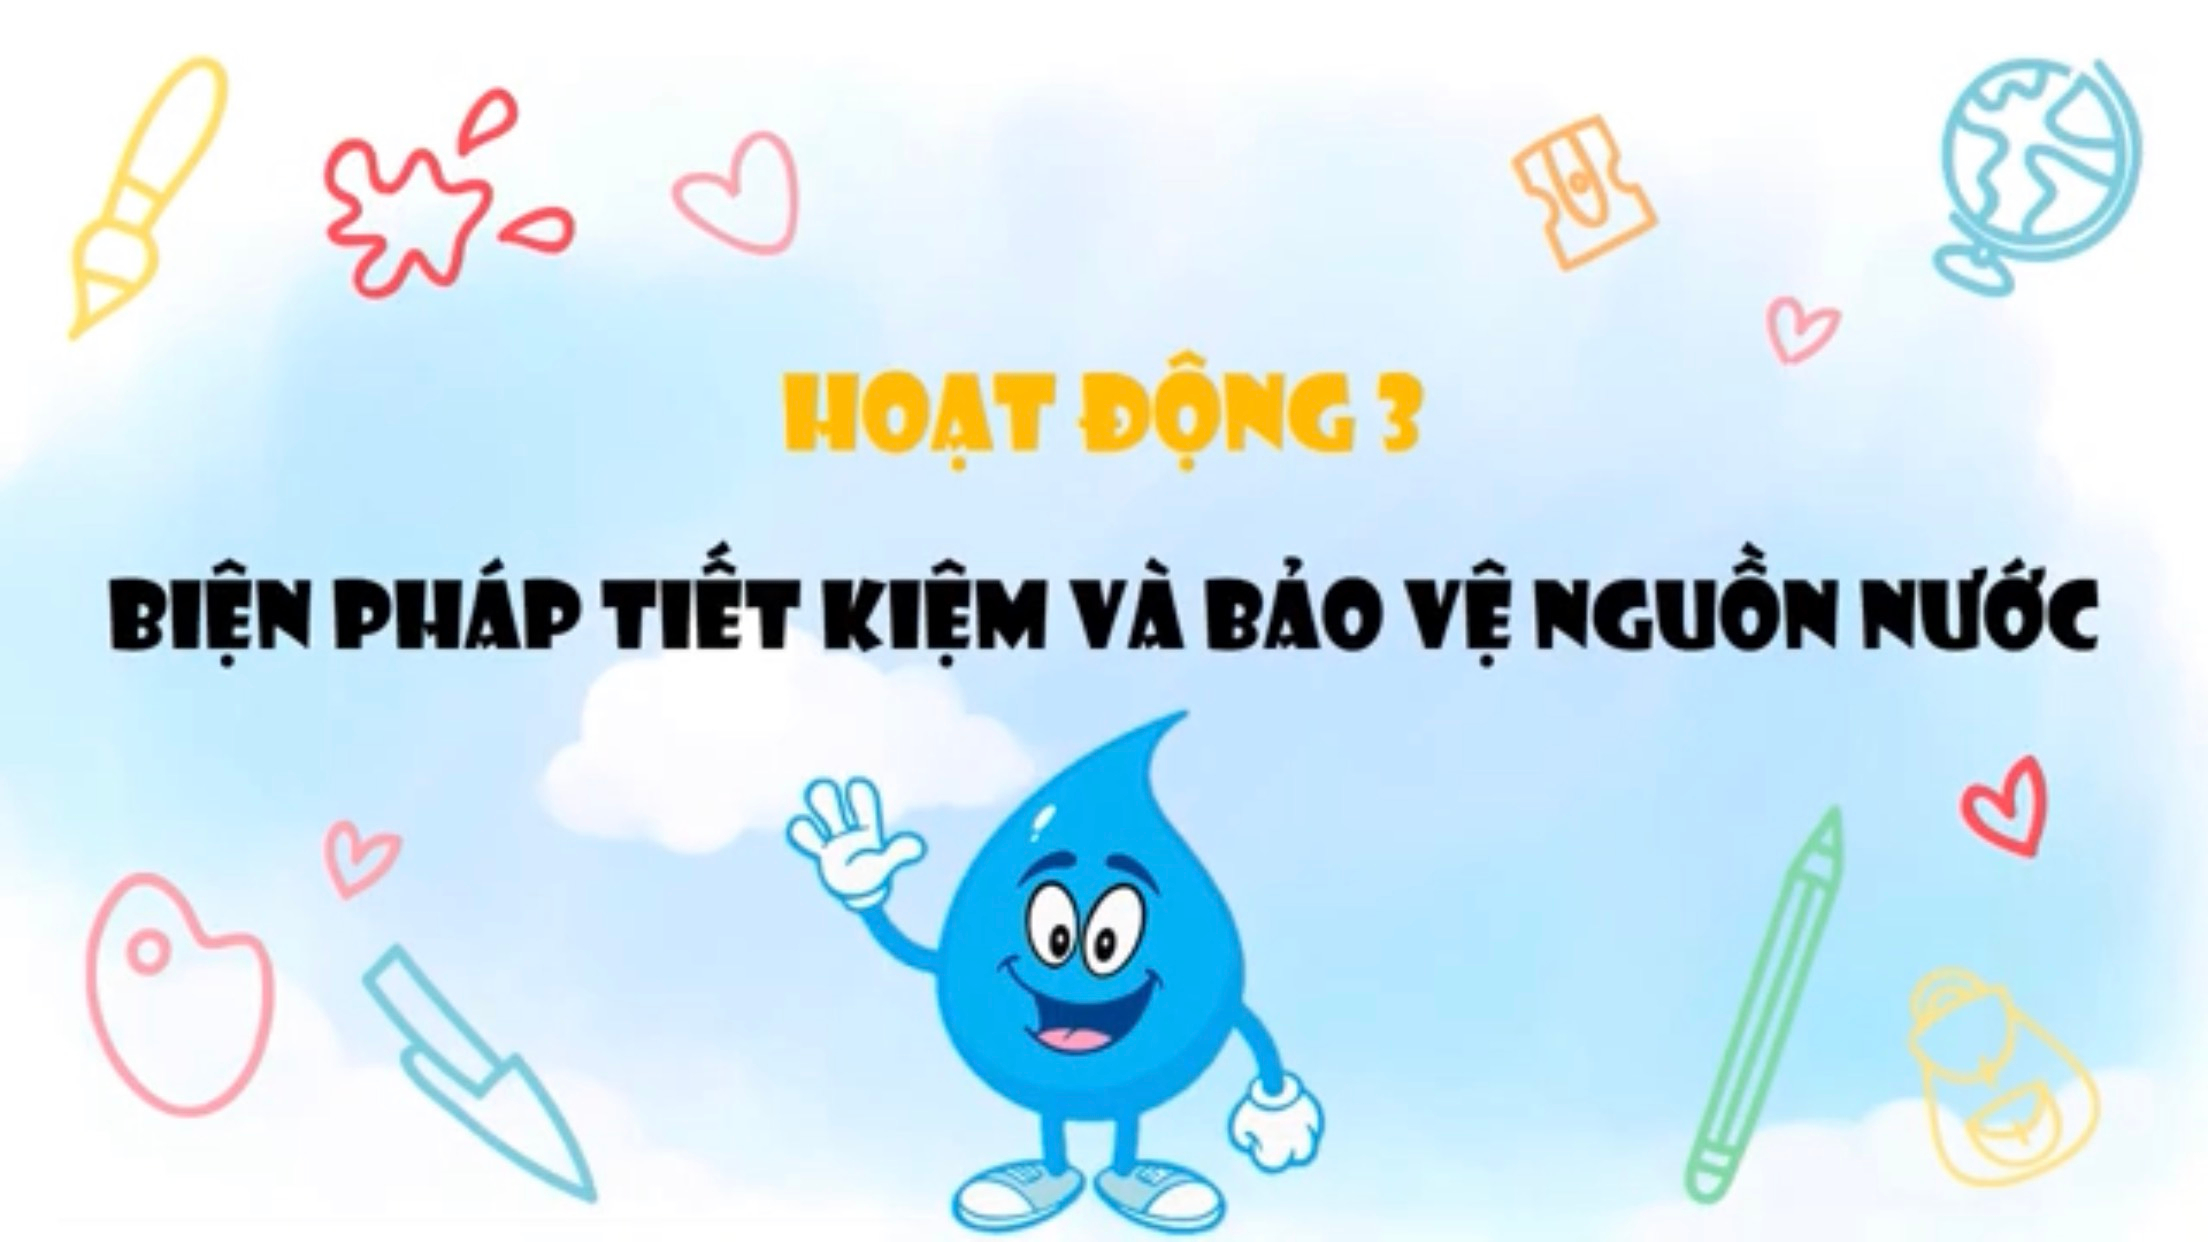 HOẠT ĐỘNG 3
BIỆN PHÁP TIẾT KIỆM VÀ BẢO VỆ NGUỒN NƯỚC